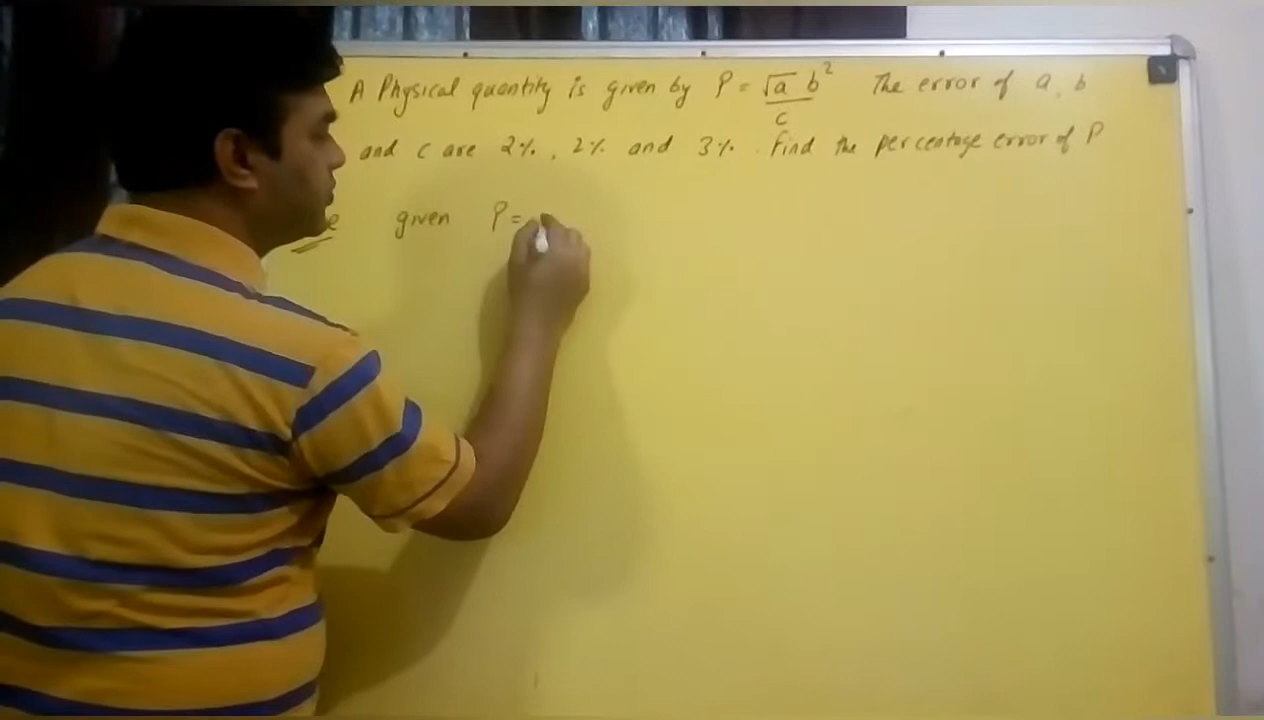 A Physical quantity is given by P = √a b² / c The error of a, b
and c are 2%, 2% and 3%. Find the percentage error of P
given P =